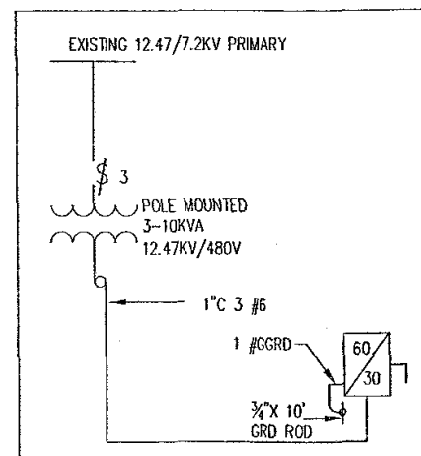 EXISTING 12.47/7.2KV PRIMARY
3
POLE MOUNTED
3-10KVA
12.47KV/480V
1"C 3 #6
1 #6GRD
60
30
¾"X 10'
GRD ROD